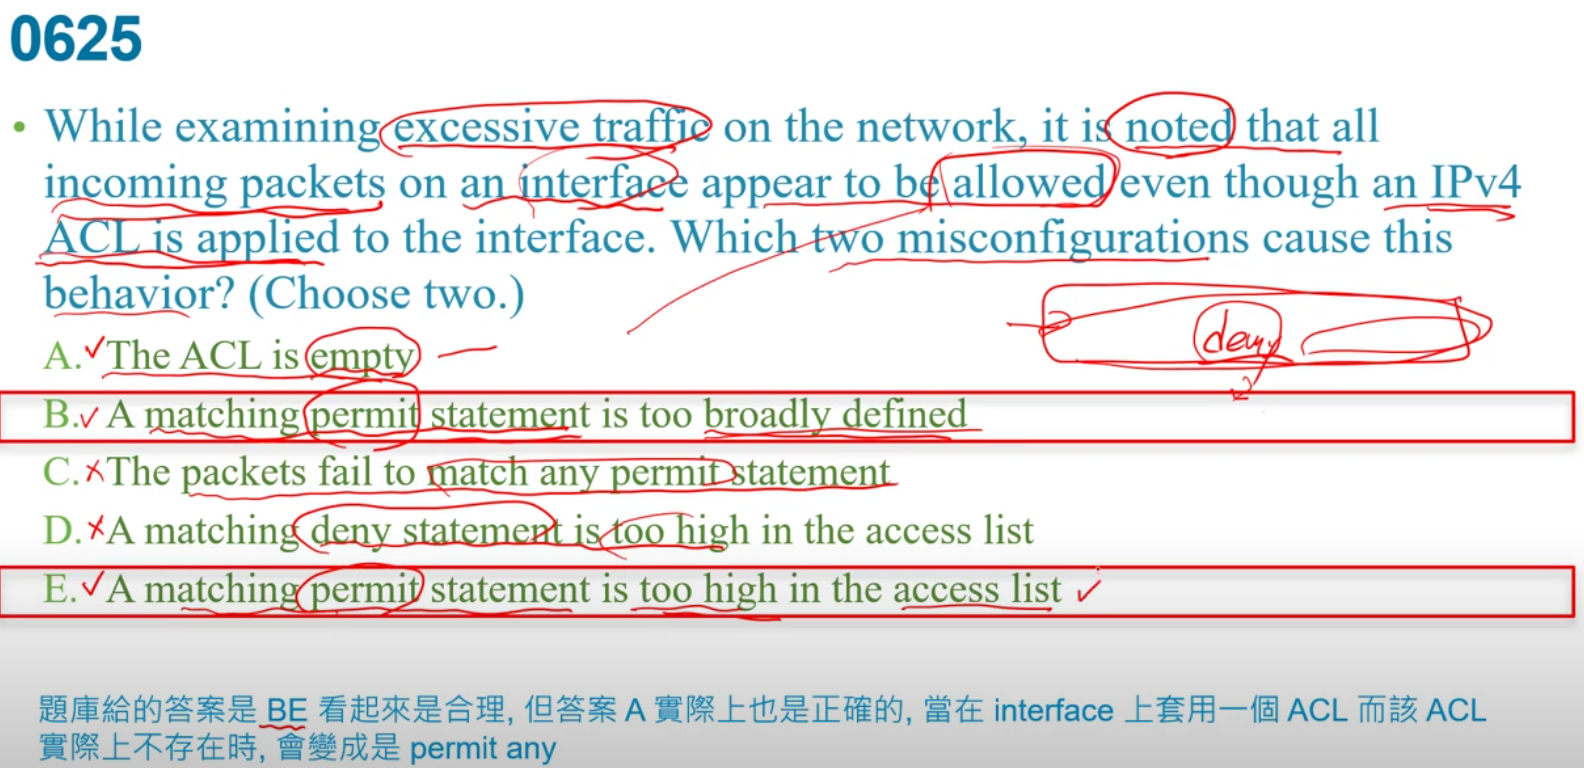 0625
• While examining excessive traffic on the network, it is noted that all
incoming packets on an interface appear to be allowed even though an IPv4
ACL is applied to the interface. Which two misconfigurations cause this
behavior? (Choose two.)
deny
A. The ACL is empty
B. A matching permit statement is too broadly defined
C. The packets fail to match any permit statement
D. A matching deny statement is too high in the access list
E. A matching permit statement is too high in the access list
題庫給的答案是 BE 看起來是合理, 但答案 A 實際上也是正確的, 當在 interface 上套用一個 ACL 而該 ACL
實際上不存在時, 會變成是 permit any